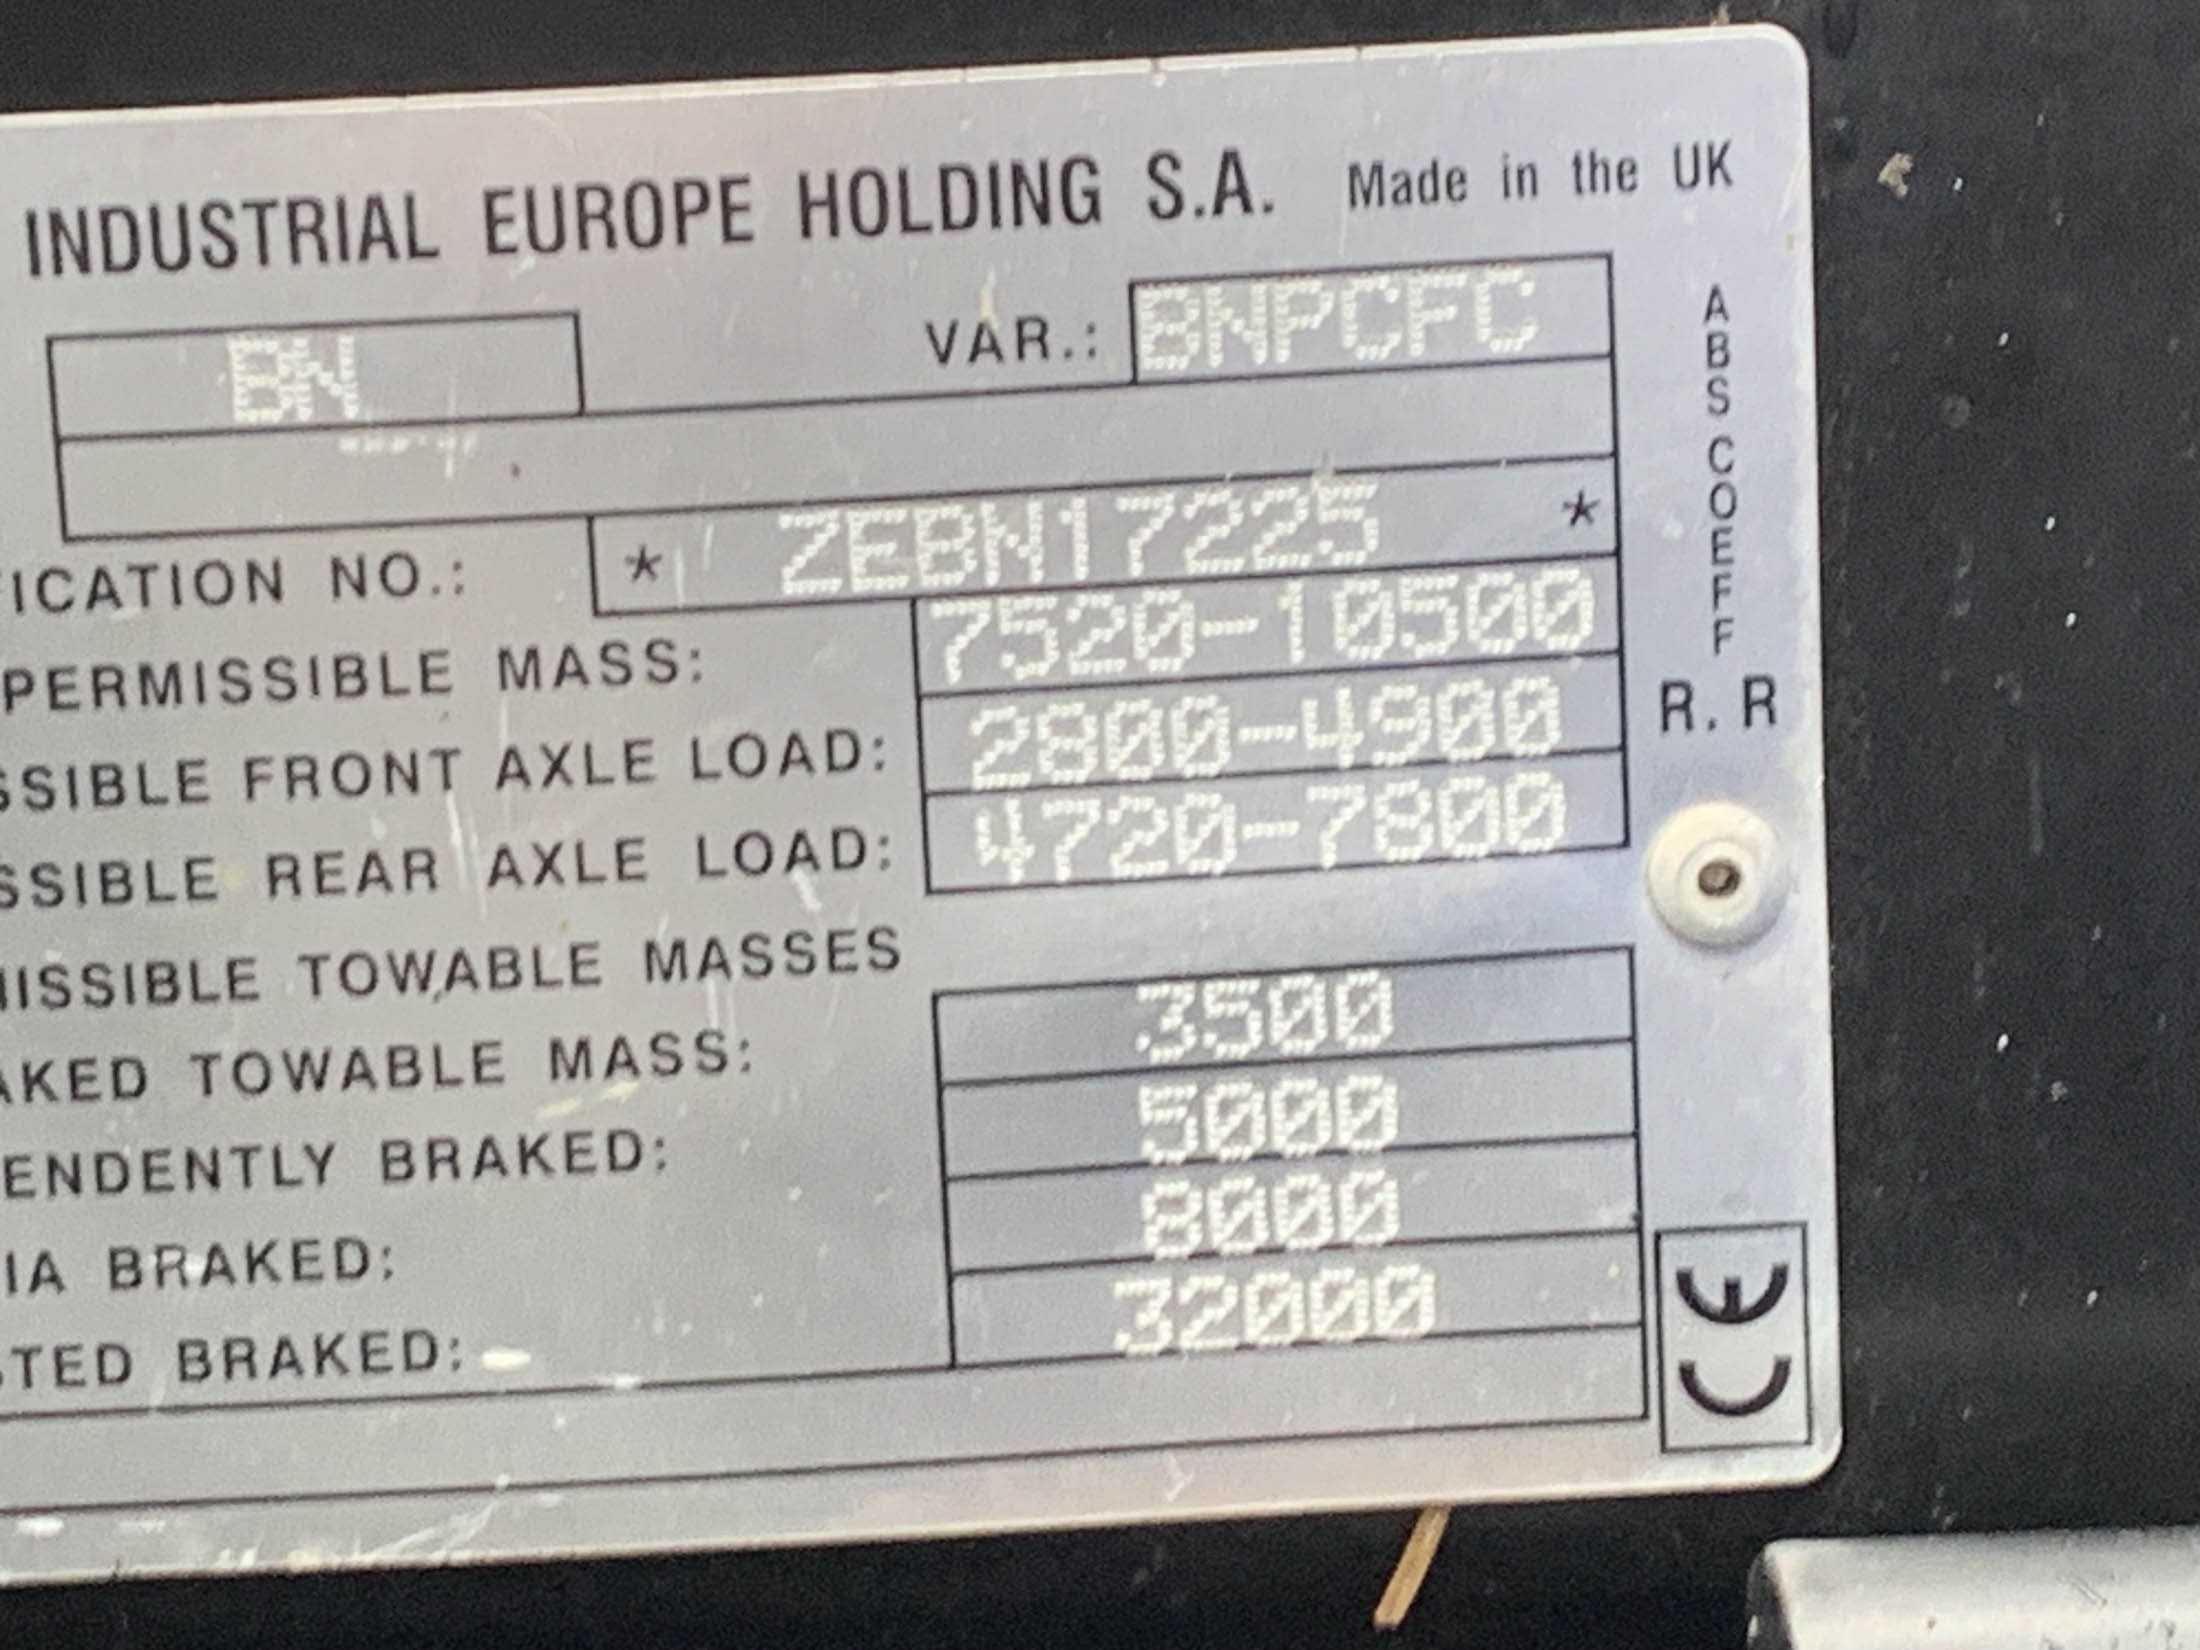 INDUSTRIAL EUROPE HOLDING S.A. Made in the UK
BN VAR.: BNPCFC
ICATION NO.: * ZEBN17225 *
PERMISSIBLE MASS: 7520-10500
SSIBLE FRONT AXLE LOAD: 2800-4900
SSIBLE REAR AXLE LOAD: 4720-7800
ISSIBLE TOWABLE MASSES
AKED TOWABLE MASS: 3500
ENDENTLY BRAKED: 5000
IA BRAKED: 8000
TED BRAKED: 32000
ABS COEFF
R.R
CE